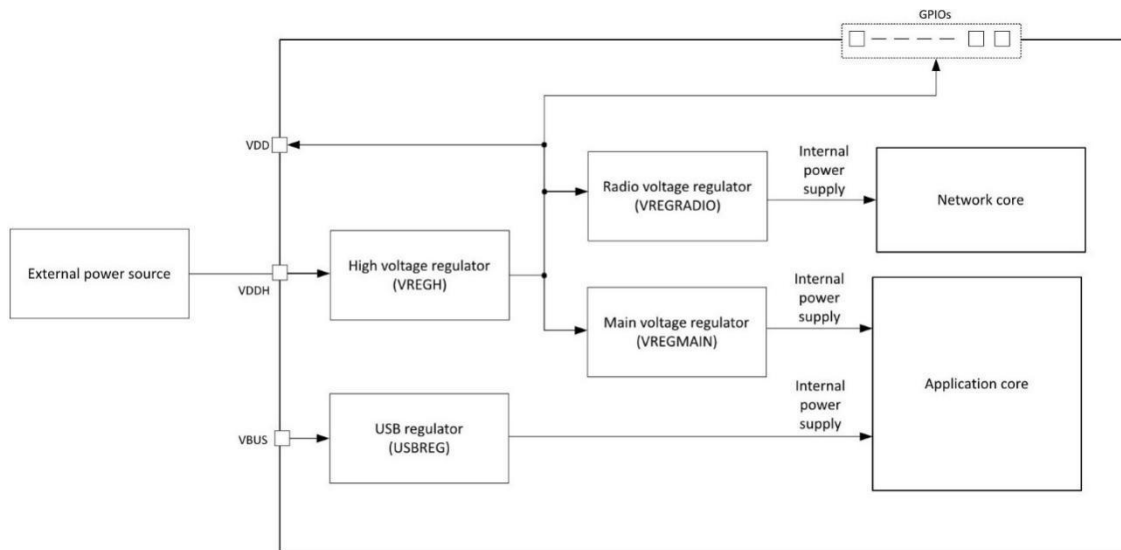 GPIOs
VDD
Radio voltage regulator
(VREGRADIO)
Internal
power
supply
Network core
External power source
VDDH
High voltage regulator
(VREGH)
Main voltage regulator
(VREGMAIN)
Internal
power
supply
Application core
VBUS
USB regulator
(USBREG)
Internal
power
supply